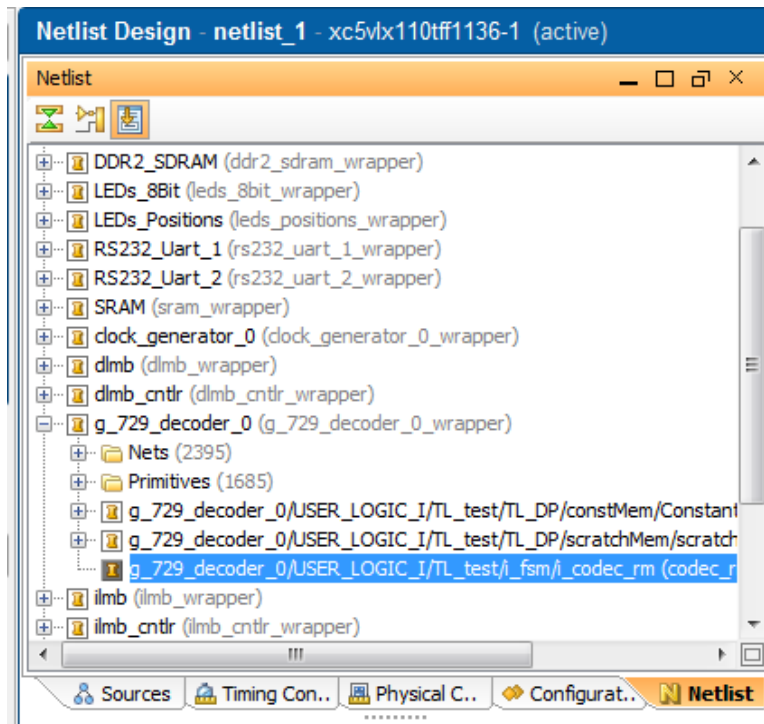 Netlist Design - netlist_1 - xc5vlx110tff1136-1 (active)
Netlist
DDR2_SDRAM (ddr2_sdram_wrapper)
LEDs_8Bit (leds_8bit_wrapper)
LEDs_Positions (leds_positions_wrapper)
RS232_Uart_1 (rs232_uart_1_wrapper)
RS232_Uart_2 (rs232_uart_2_wrapper)
SRAM (sram_wrapper)
clock_generator_0 (clock_generator_0_wrapper)
dlmb (dlmb_wrapper)
dlmb_cntlr (dlmb_cntlr_wrapper)
g_729_decoder_0 (g_729_decoder_0_wrapper)
Nets (2395)
Primitives (1685)
g_729_decoder_0/USER_LOGIC_I/TL_test/TL_DP/constMem/Constant
g_729_decoder_0/USER_LOGIC_I/TL_test/TL_DP/scratchMem/scratch
g_729_decoder_0/USER_LOGIC_I/TL_test/i_fsm/i_codec_rm (codec_r
ilmb (ilmb_wrapper)
ilmb_cntlr (ilmb_cntlr_wrapper)
Sources Timing Con.. Physical C.. Configurat.. Netlist